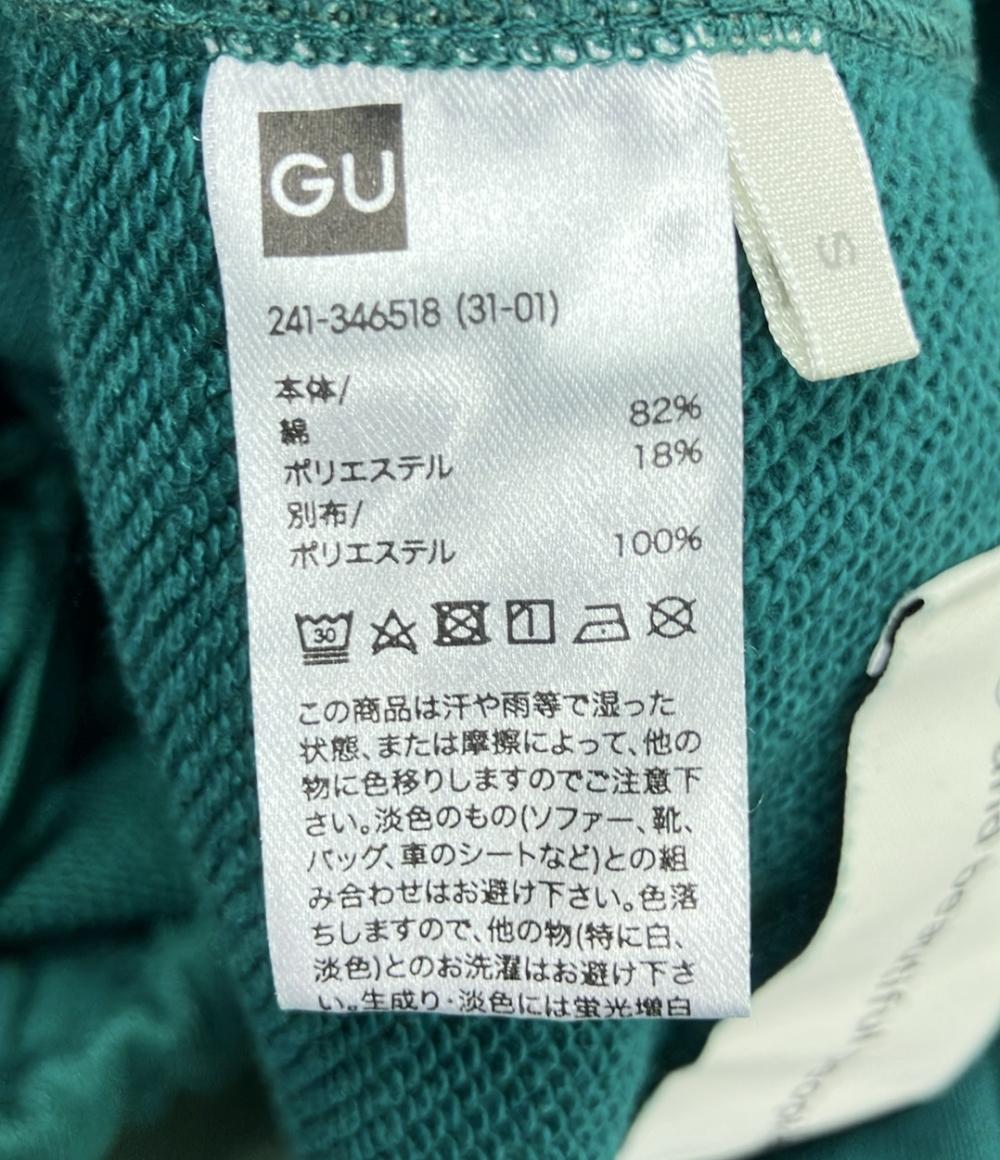 GU
S
241-346518 (31-01)
本体/
綿 82%
ポリエステル 18%
別布/
ポリエステル 100%
30
この商品は汗や雨等で湿った
状態、または摩擦によって、他の
物に色移りしますのでご注意下
さい。淡色のもの(ソファー、靴、
バッグ、車のシートなど)との組
み合わせはお避け下さい。色落
ちしますので、他の物(特に白、
淡色)とのお洗濯はお避け下さ
い。生成り・淡色には蛍光増白